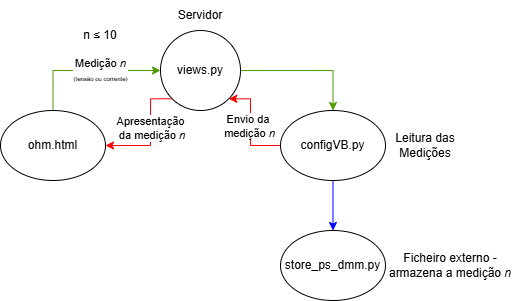 Servidor
n ≤ 10
Medição n
(tensão ou corrente)
views.py
Apresentação
da medição n
Envio da
medição n
ohm.html
configVB.py
Leitura das
Medições
store_ps_dmm.py
Ficheiro externo -
armazena a medição n